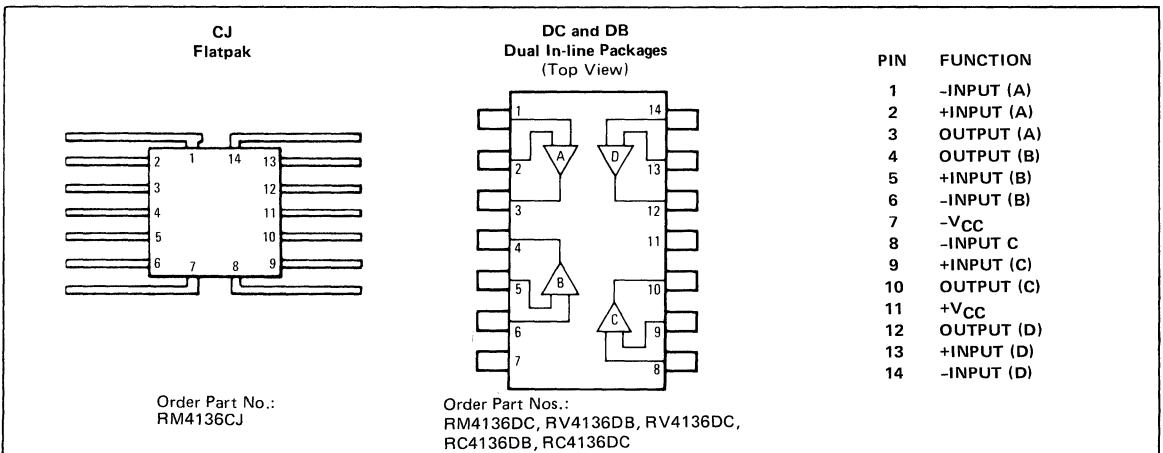 CJ
Flatpak
1
14
2
13
3
12
4
11
5
10
6
7
8
9
Order Part No.:
RM4136CJ
DC and DB
Dual In-line Packages
(Top View)
1
14
A
D
2
13
3
12
4
11
B
5
10
C
6
9
7
8
Order Part Nos.:
RM4136DC, RV4136DB, RV4136DC,
RC4136DB, RC4136DC
PIN FUNCTION
1 -INPUT (A)
2 +INPUT (A)
3 OUTPUT (A)
4 OUTPUT (B)
5 +INPUT (B)
6 -INPUT (B)
7 -VCC
8 -INPUT C
9 +INPUT (C)
10 OUTPUT (C)
11 +VCC
12 OUTPUT (D)
13 +INPUT (D)
14 -INPUT (D)